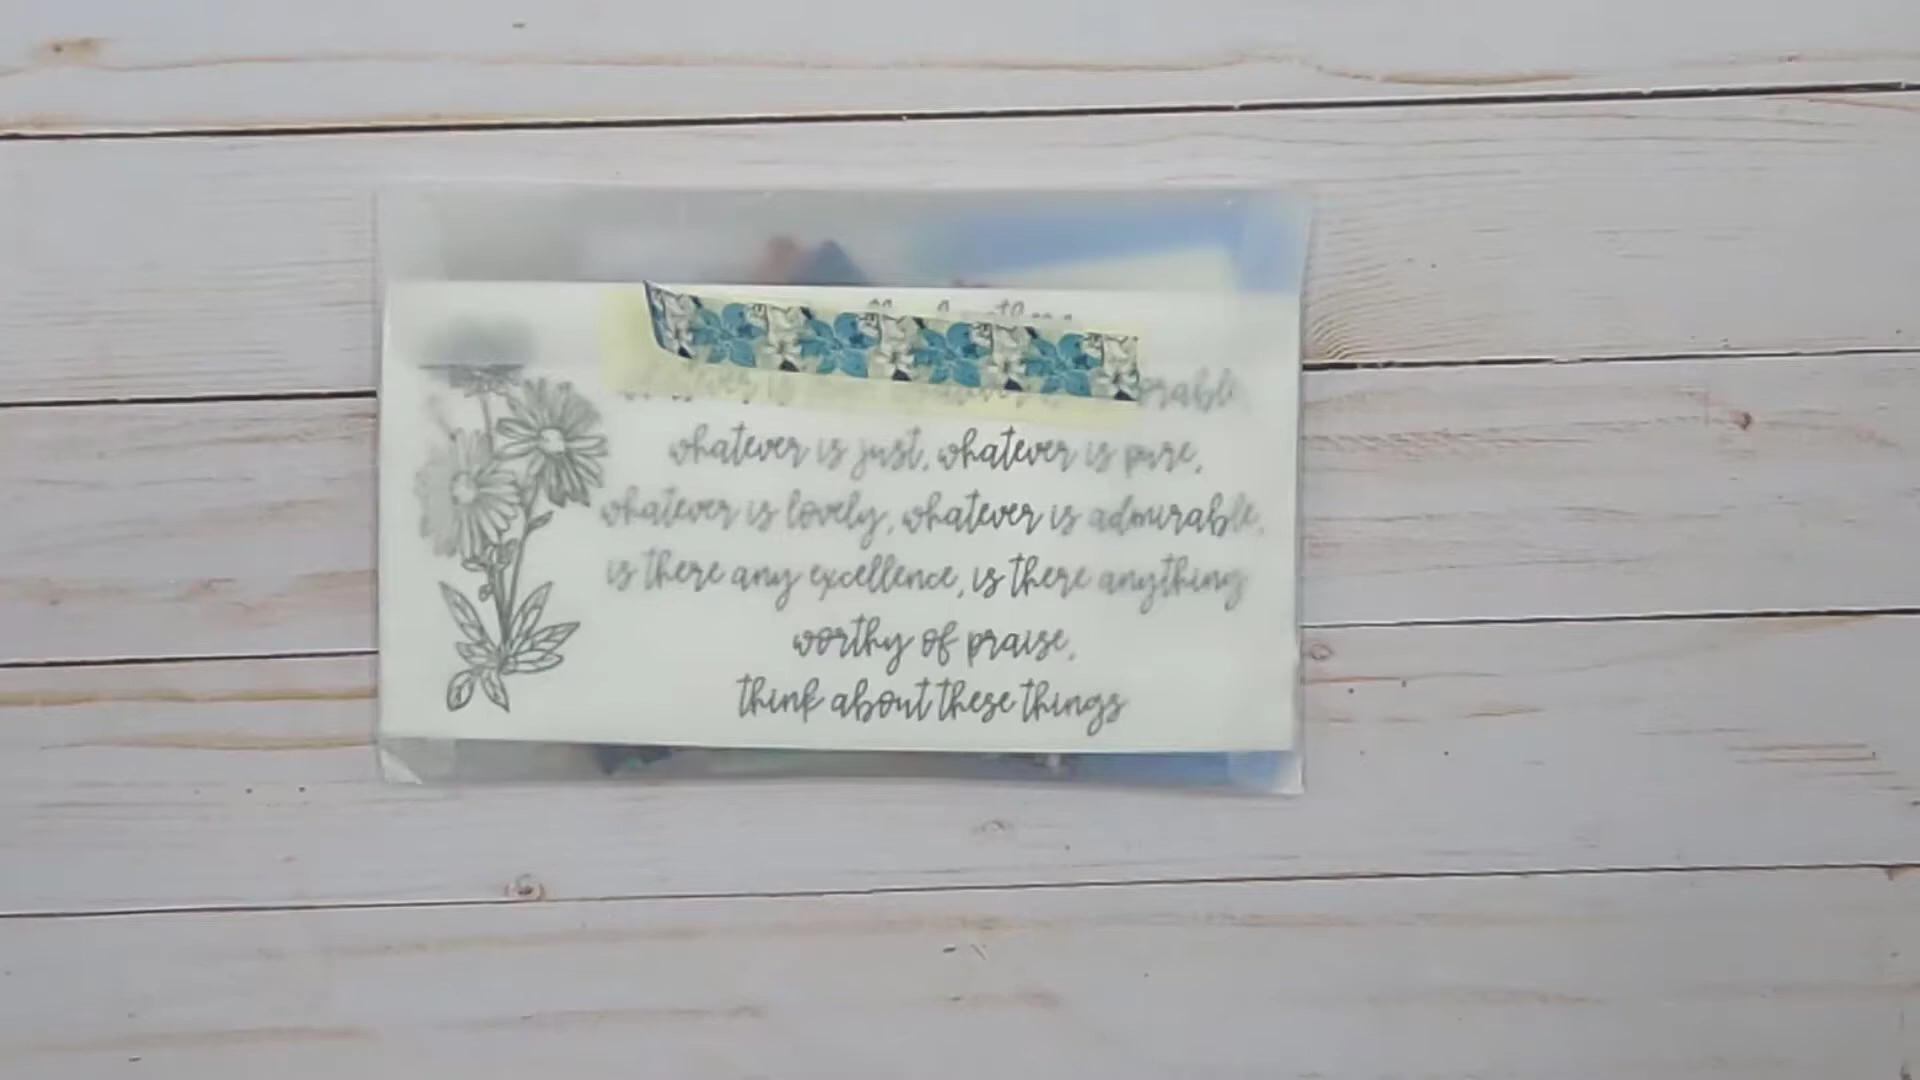 whatever is just, whatever is pure,
whatever is lovely, whatever is admirable,
is there any excellence, is there anything
worthy of praise,
think about these things